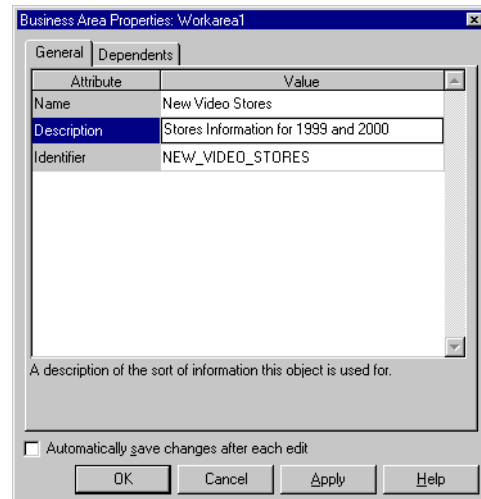 Business Area Properties: Workarea1
General Dependents
Attribute Value
Name New Video Stores
Description Stores Information for 1999 and 2000
Identifier NEW_VIDEO_STORES
A description of the sort of information this object is used for.
Automatically save changes after each edit
OK Cancel Apply Help